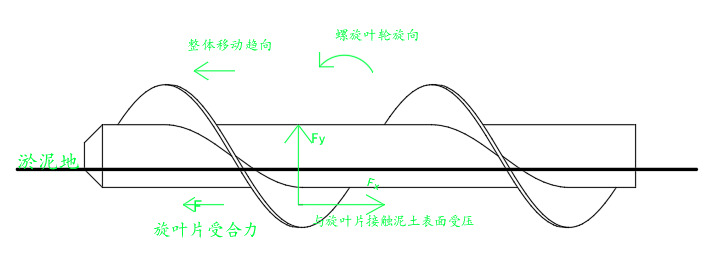 螺旋叶轮旋向
整体移动趋向
Fy
淤泥地
Fx
F
与旋叶片接触泥土表面受压
旋叶片受合力